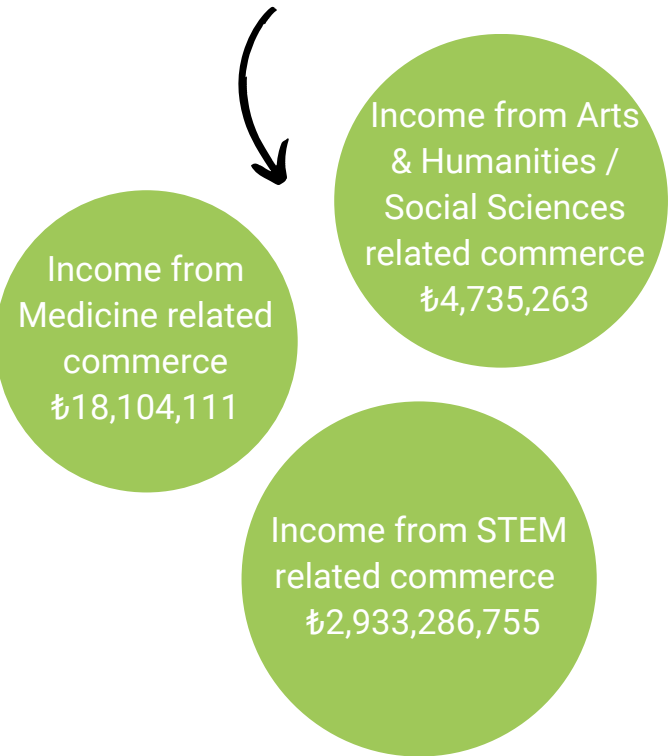 Income from Arts
& Humanities /
Social Sciences
related commerce
₺4,735,263
Income from
Medicine related
commerce
₺18,104,111
Income from STEM
related commerce
₺2,933,286,755